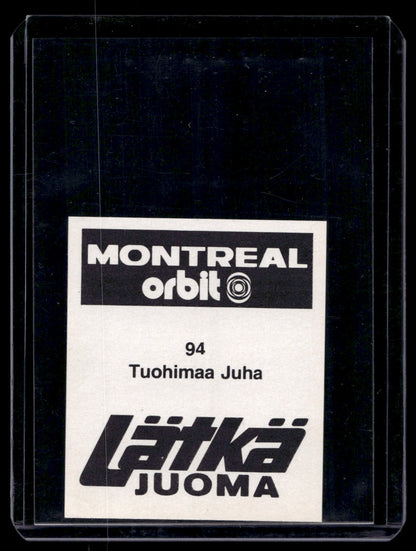 MONTREAL
orbit
94
Tuohimaa Juha
Lätkä
JUOMA